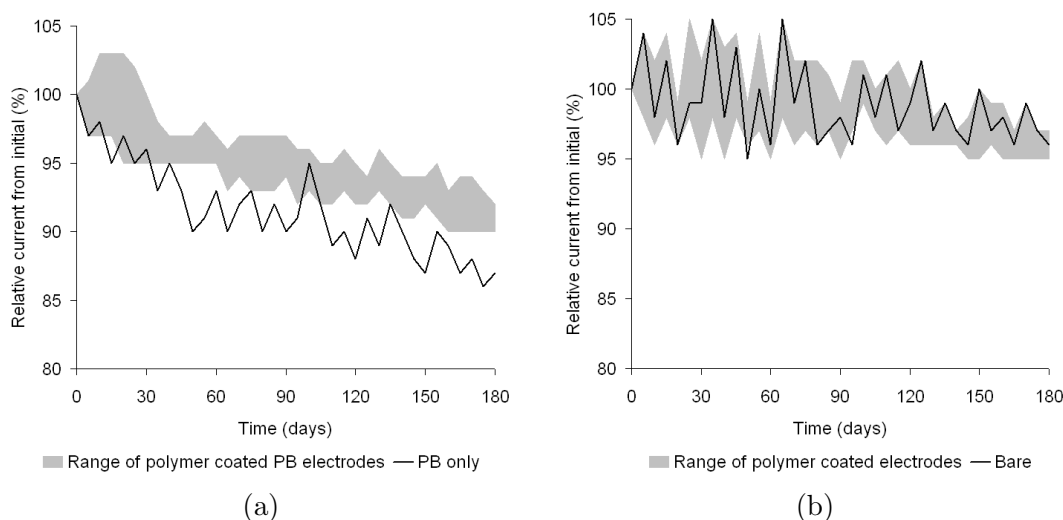 105
100
95
90
85
80
Relative current from initial (%)
0 30 60 90 120 150 180
Time (days)
Range of polymer coated PB electrodes PB only
(a)
105
100
95
90
85
80
Relative current from initial (%)
0 30 60 90 120 150 180
Time (days)
Range of polymer coated electrodes Bare
(b)